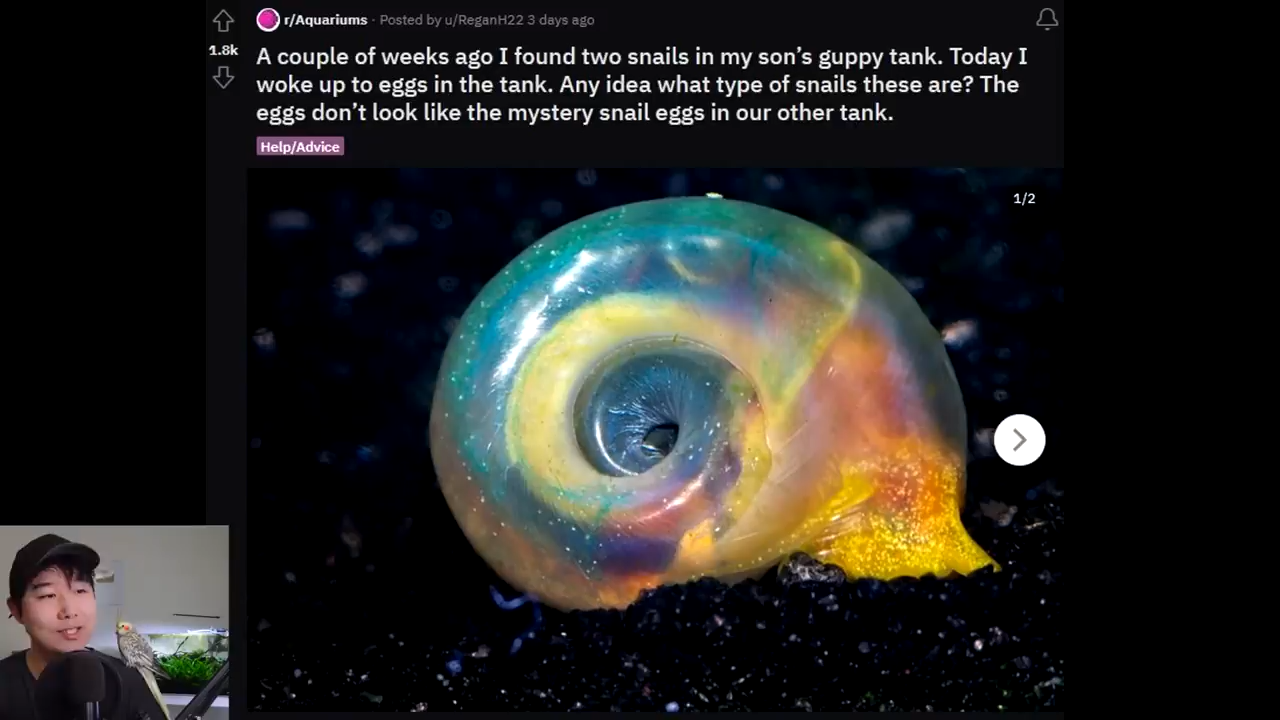 r/Aquariums · Posted by u/ReganH22 3 days ago
1.8k
A couple of weeks ago I found two snails in my son’s guppy tank. Today I
woke up to eggs in the tank. Any idea what type of snails these are? The
eggs don’t look like the mystery snail eggs in our other tank.
Help/Advice
1/2